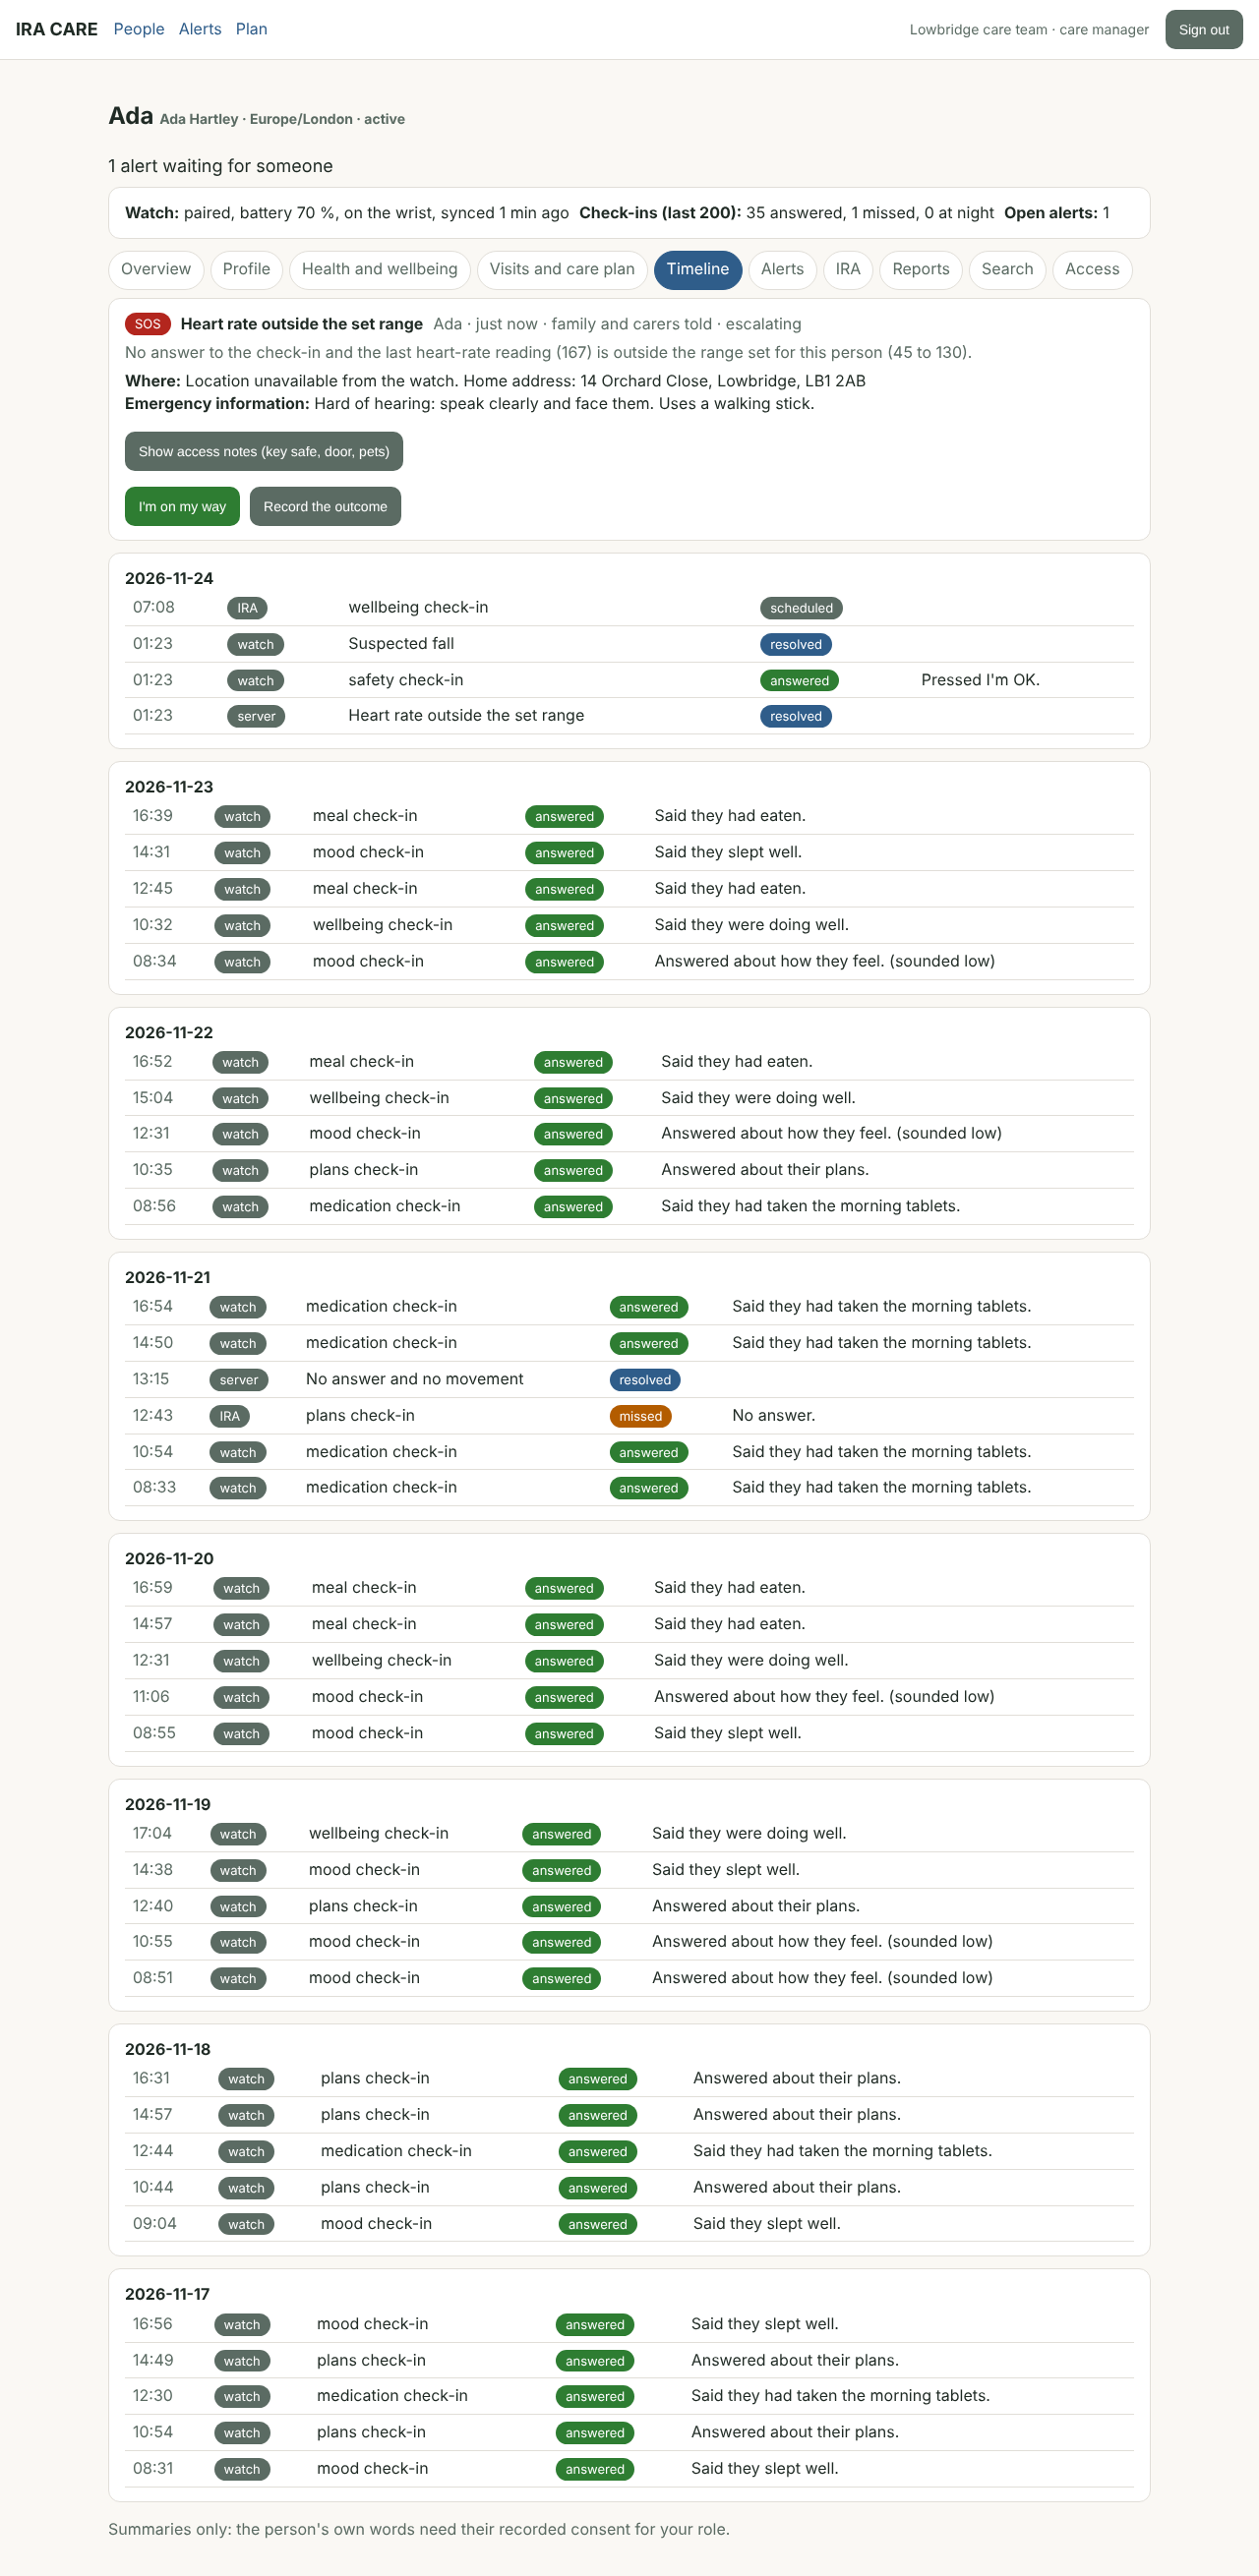 IRA CARE People Alerts Plan Lowbridge care team · care manager Sign out
Ada Ada Hartley · Europe/London · active
1 alert waiting for someone
Watch: paired, battery 70 %, on the wrist, synced 1 min ago Check-ins (last 200): 35 answered, 1 missed, 0 at night Open alerts: 1
Overview Profile Health and wellbeing Visits and care plan Timeline Alerts IRA Reports Search Access
SOS Heart rate outside the set range Ada · just now · family and carers told · escalating
No answer to the check-in and the last heart-rate reading (167) is outside the range set for this person (45 to 130).
Where: Location unavailable from the watch. Home address: 14 Orchard Close, Lowbridge, LB1 2AB
Emergency information: Hard of hearing: speak clearly and face them. Uses a walking stick.
Show access notes (key safe, door, pets)
I'm on my way Record the outcome
2026-11-24
07:08 IRA wellbeing check-in scheduled
01:23 watch Suspected fall resolved
01:23 watch safety check-in answered Pressed I'm OK.
01:23 server Heart rate outside the set range resolved
2026-11-23
16:39 watch meal check-in answered Said they had eaten.
14:31 watch mood check-in answered Said they slept well.
12:45 watch meal check-in answered Said they had eaten.
10:32 watch wellbeing check-in answered Said they were doing well.
08:34 watch mood check-in answered Answered about how they feel. (sounded low)
2026-11-22
16:52 watch meal check-in answered Said they had eaten.
15:04 watch wellbeing check-in answered Said they were doing well.
12:31 watch mood check-in answered Answered about how they feel. (sounded low)
10:35 watch plans check-in answered Answered about their plans.
08:56 watch medication check-in answered Said they had taken the morning tablets.
2026-11-21
16:54 watch medication check-in answered Said they had taken the morning tablets.
14:50 watch medication check-in answered Said they had taken the morning tablets.
13:15 server No answer and no movement resolved
12:43 IRA plans check-in missed No answer.
10:54 watch medication check-in answered Said they had taken the morning tablets.
08:33 watch medication check-in answered Said they had taken the morning tablets.
2026-11-20
16:59 watch meal check-in answered Said they had eaten.
14:57 watch meal check-in answered Said they had eaten.
12:31 watch wellbeing check-in answered Said they were doing well.
11:06 watch mood check-in answered Answered about how they feel. (sounded low)
08:55 watch mood check-in answered Said they slept well.
2026-11-19
17:04 watch wellbeing check-in answered Said they were doing well.
14:38 watch mood check-in answered Said they slept well.
12:40 watch plans check-in answered Answered about their plans.
10:55 watch mood check-in answered Answered about how they feel. (sounded low)
08:51 watch mood check-in answered Answered about how they feel. (sounded low)
2026-11-18
16:31 watch plans check-in answered Answered about their plans.
14:57 watch plans check-in answered Answered about their plans.
12:44 watch medication check-in answered Said they had taken the morning tablets.
10:44 watch plans check-in answered Answered about their plans.
09:04 watch mood check-in answered Said they slept well.
2026-11-17
16:56 watch mood check-in answered Said they slept well.
14:49 watch plans check-in answered Answered about their plans.
12:30 watch medication check-in answered Said they had taken the morning tablets.
10:54 watch plans check-in answered Answered about their plans.
08:31 watch mood check-in answered Said they slept well.
Summaries only: the person's own words need their recorded consent for your role.